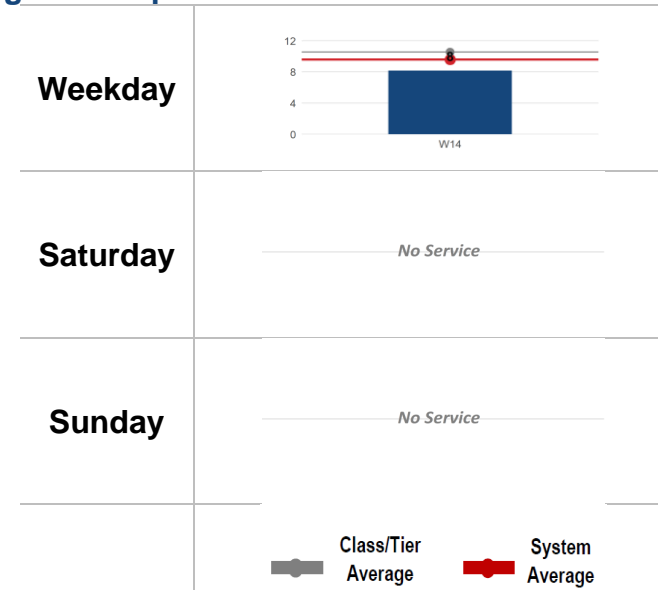 Weekday
12
8
4
0
8
W14
Saturday
No Service
Sunday
No Service
Class/Tier
Average
System
Average